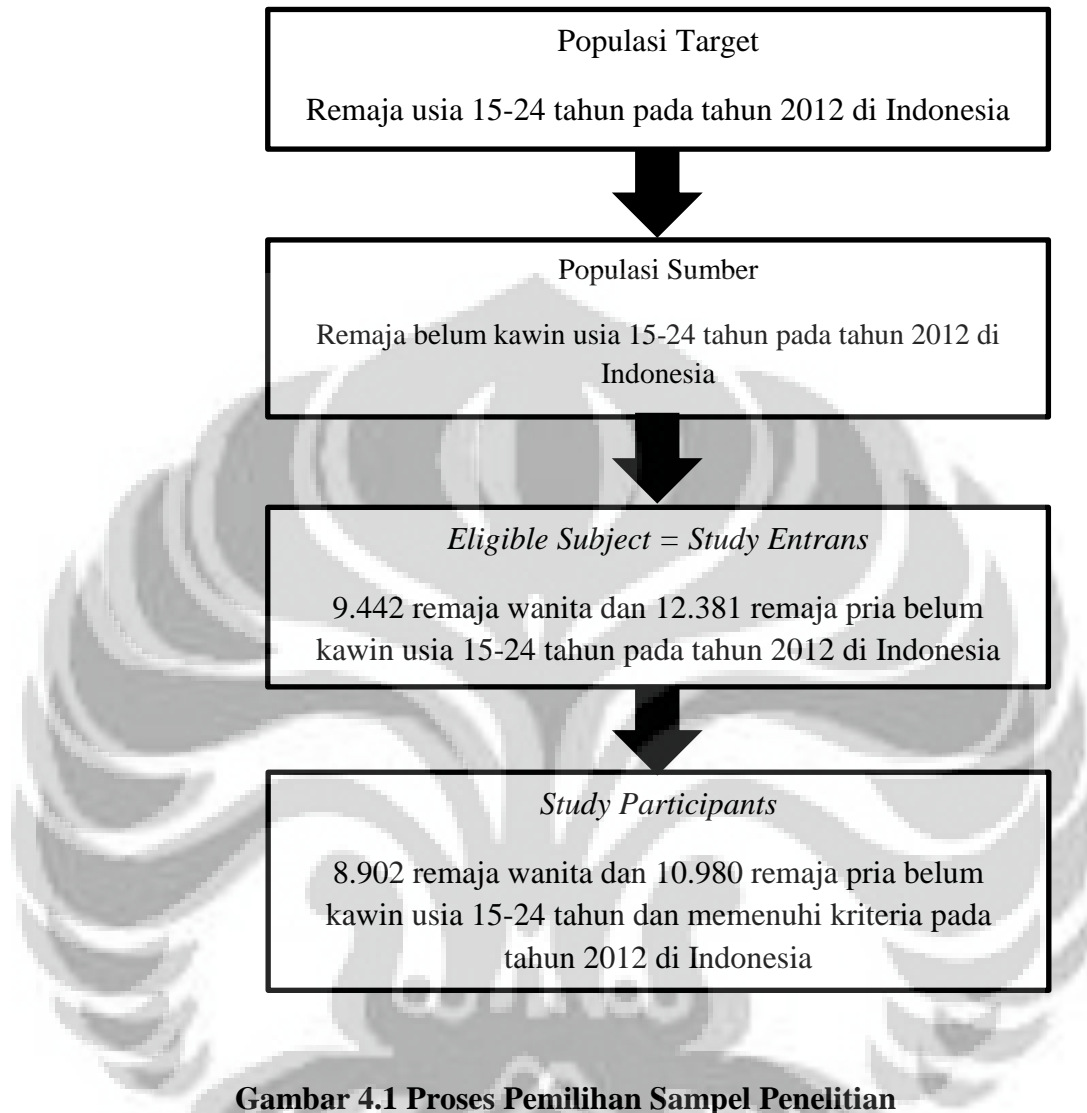 Populasi Target
Remaja usia 15-24 tahun pada tahun 2012 di Indonesia
Populasi Sumber
Remaja belum kawin usia 15-24 tahun pada tahun 2012 di
Indonesia
Eligible Subject = Study Entrans
9.442 remaja wanita dan 12.381 remaja pria belum
kawin usia 15-24 tahun pada tahun 2012 di Indonesia
Study Participants
8.902 remaja wanita dan 10.980 remaja pria belum
kawin usia 15-24 tahun dan memenuhi kriteria pada
tahun 2012 di Indonesia
Gambar 4.1 Proses Pemilihan Sampel Penelitian